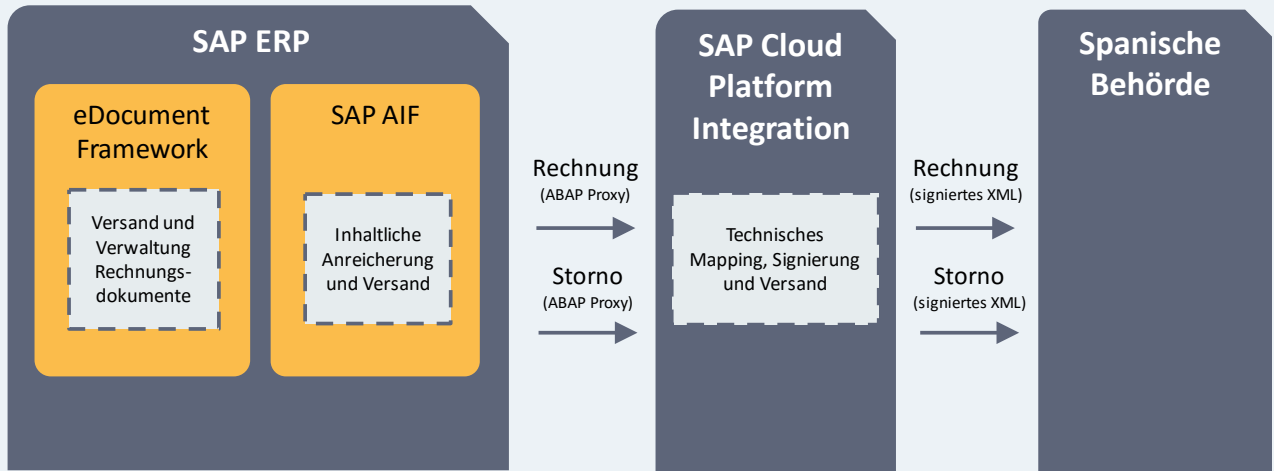 SAP ERP
eDocument
Framework
Versand und
Verwaltung
Rechnungs-
dokumente
SAP AIF
Inhaltliche
Anreicherung
und Versand
Rechnung
(ABAP Proxy)
Storno
(ABAP Proxy)
SAP Cloud
Platform
Integration
Technisches
Mapping, Signierung
und Versand
Rechnung
(signiertes XML)
Storno
(signiertes XML)
Spanische
Behörde